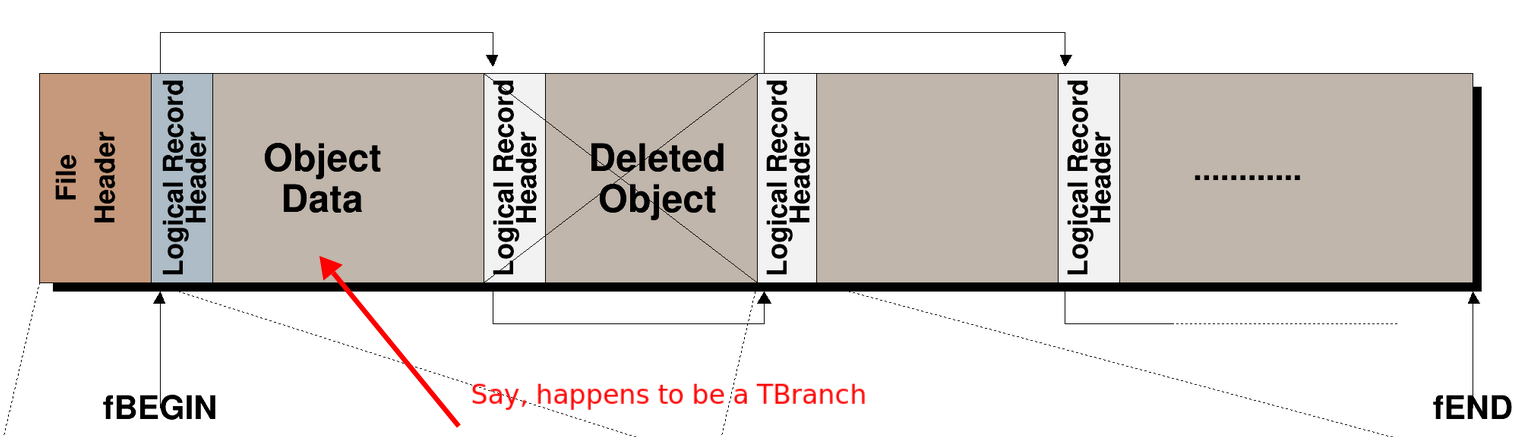 File
Header
Logical Record
Header
Object
Data
Logical Record
Header
Deleted
Object
Logical Record
Header
Logical Record
Header
............
Say, happens to be a TBranch
fBEGIN
fEND